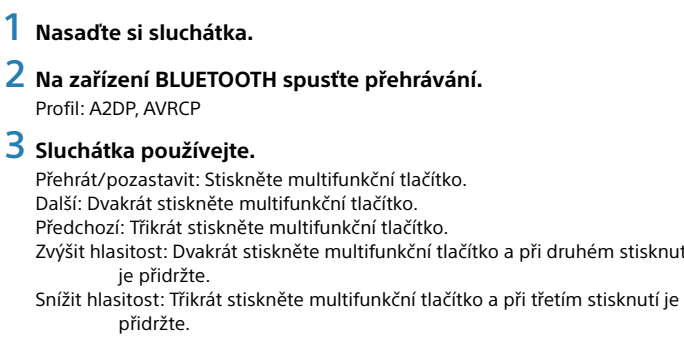 1 Nasaďte si sluchátka.
2 Na zařízení BLUETOOTH spusťte přehrávání.
Profil: A2DP, AVRCP
3 Sluchátka používejte.
Přehrát/pozastavit: Stiskněte multifunkční tlačítko.
Další: Dvakrát stiskněte multifunkční tlačítko.
Předchozí: Třikrát stiskněte multifunkční tlačítko.
Zvýšit hlasitost: Dvakrát stiskněte multifunkční tlačítko a při druhém stisknut
je přidržte.
Snížit hlasitost: Třikrát stiskněte multifunkční tlačítko a při třetím stisknutí je
přidržte.